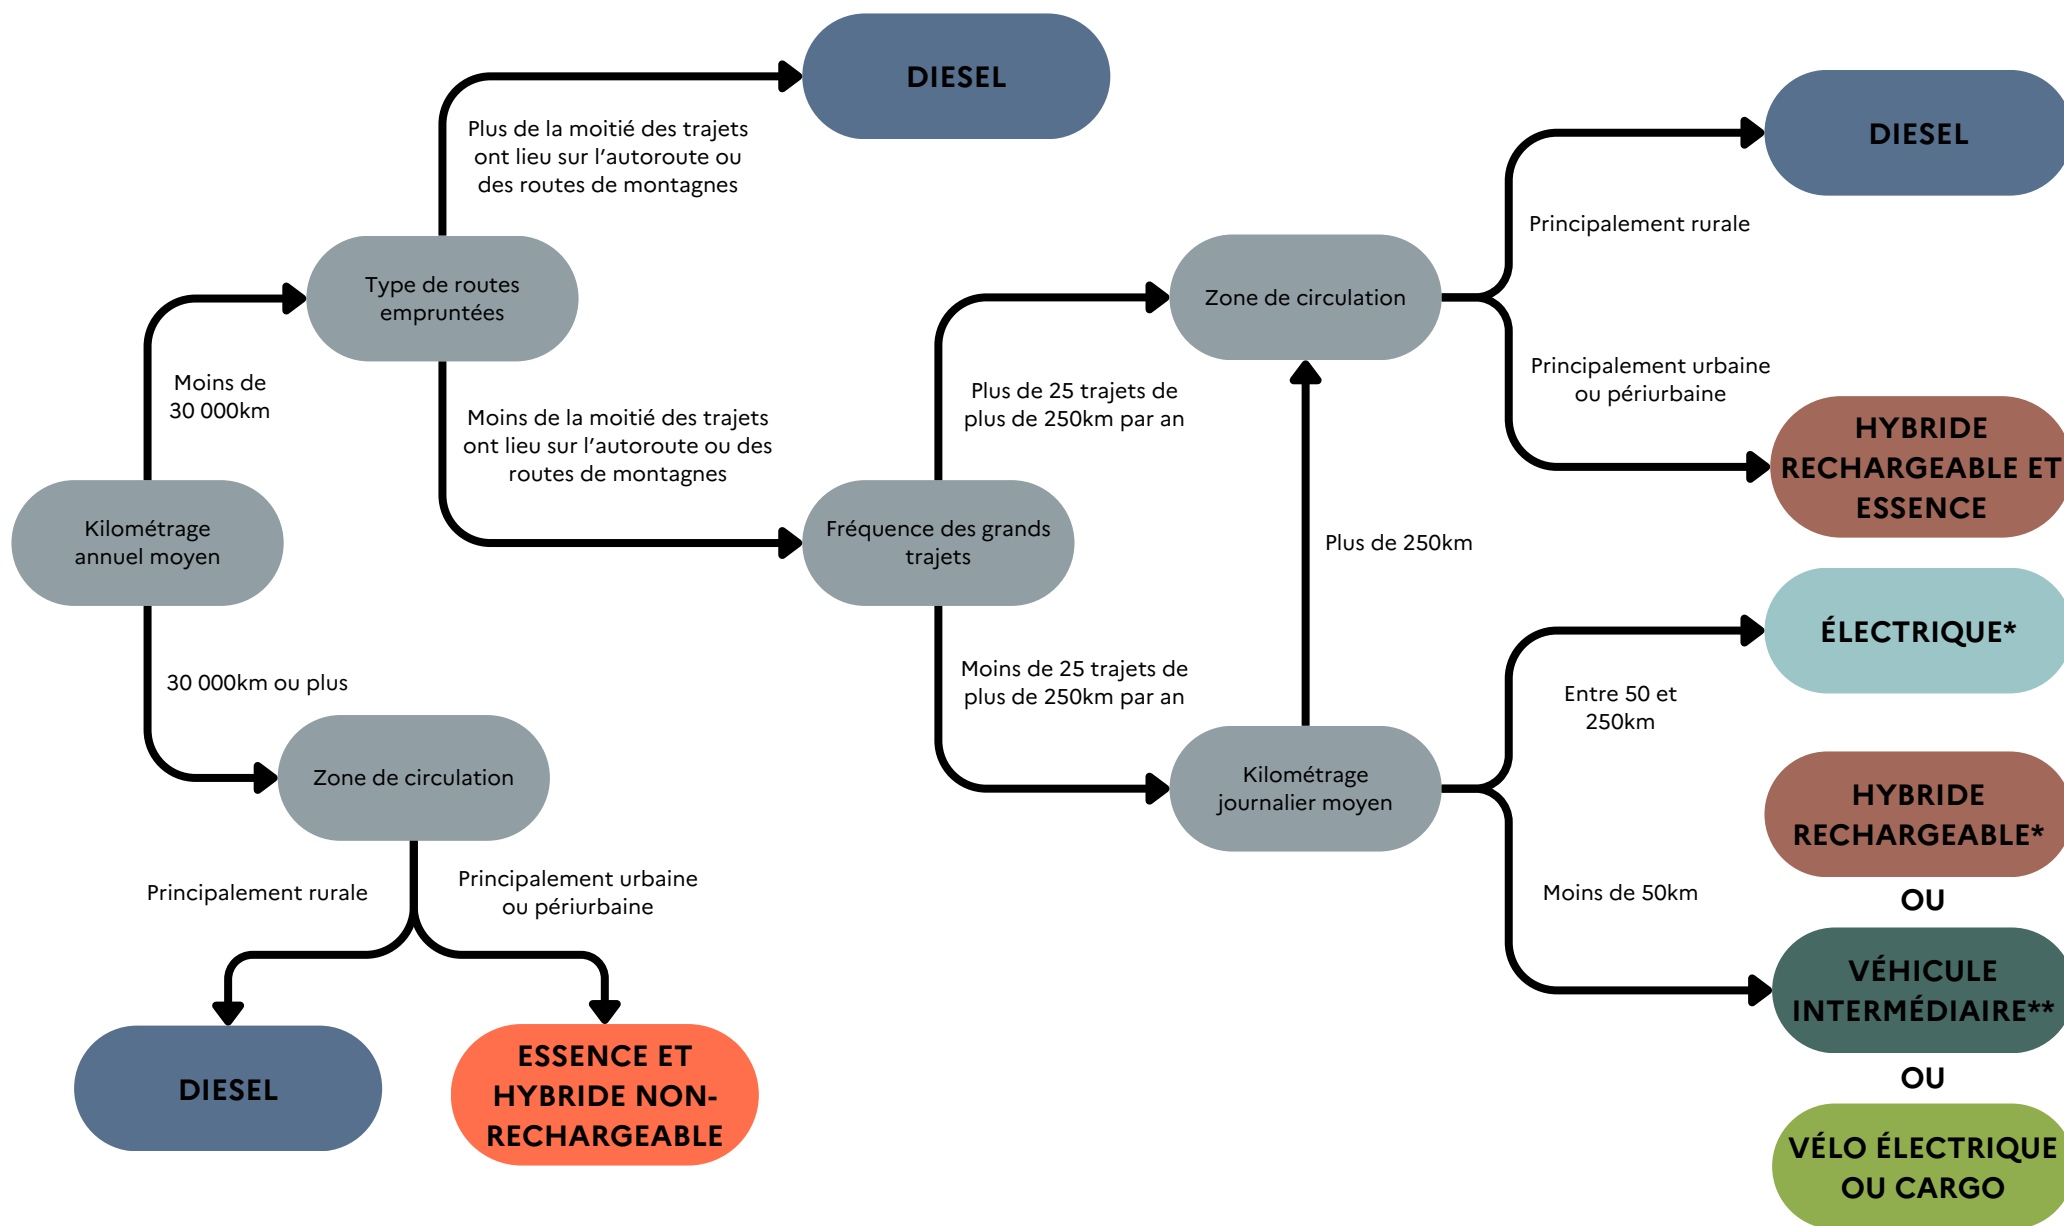 DIESEL
Plus de la moitié des trajets
ont lieu sur l'autoroute ou
des routes de montagnes
Type de routes
empruntées
Moins de
30 000km
Moins de la moitié des trajets
ont lieu sur l'autoroute ou des
routes de montagnes
Kilométrage
annuel moyen
30 000km ou plus
Zone de circulation
Principalement rurale
Principalement urbaine
ou périurbaine
DIESEL
ESSENCE ET
HYBRIDE NON-
RECHARGEABLE
Fréquence des grands
trajets
Plus de 25 trajets de
plus de 250km par an
Moins de 25 trajets de
plus de 250km par an
Zone de circulation
Plus de 250km
Kilométrage
journalier moyen
Principalement rurale
DIESEL
Principalement urbaine
ou périurbaine
HYBRIDE
RECHARGEABLE ET
ESSENCE
Entre 50 et
250km
ÉLECTRIQUE*
Moins de 50km
HYBRIDE
RECHARGEABLE*
OU
VÉHICULE
INTERMÉDIAIRE**
OU
VÉLO ÉLECTRIQUE
OU CARGO